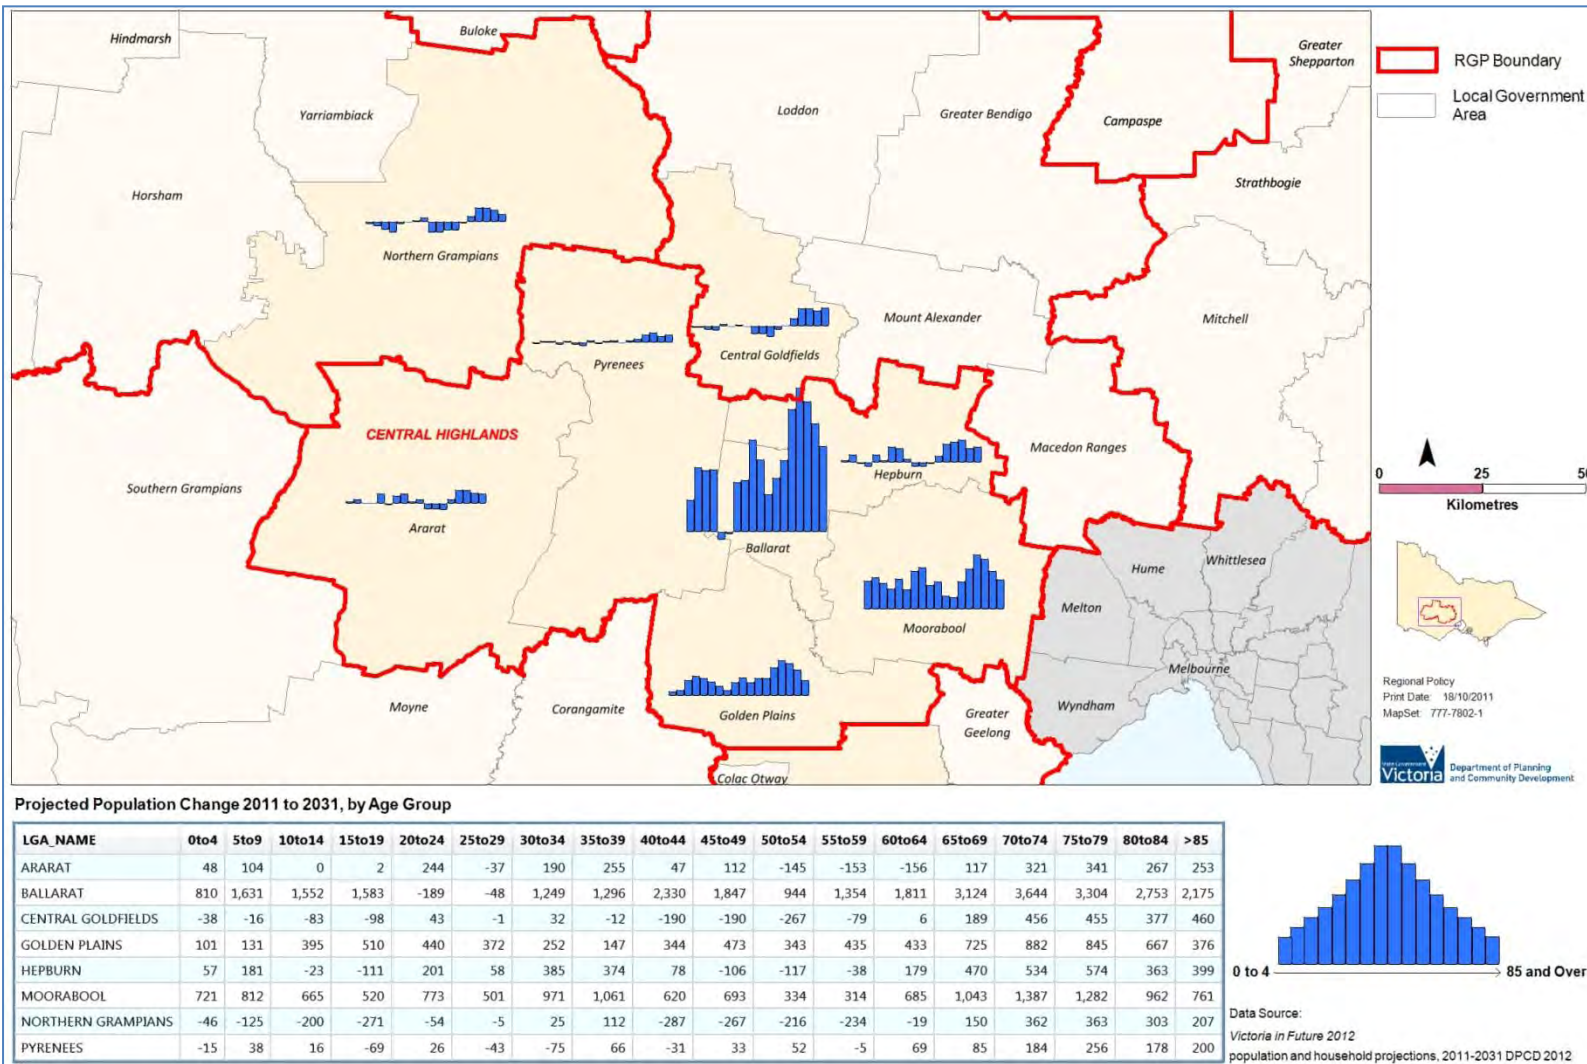 Hindmarsh
Buloke
Yarriambiack
Loddon
Greater Bendigo
Campaspe
Greater
Shepparton
Horsham
Strathbogie
Northern Grampians
Mount Alexander
Mitchell
Pyrenees
Central Goldfields
CENTRAL HIGHLANDS
Macedon Ranges
Southern Grampians
Ararat
Hepburn
Ballarat
Hume
Whittlesea
Melton
Moorabool
Melbourne
Moyne
Corangamite
Golden Plains
Greater
Geelong
Wyndham
Colac Otway
RGP Boundary
Local Government
Area
0 25 50
Kilometres
Regional Policy
Print Date: 18/10/2011
MapSet: 777-7802-1
State Government
Victoria
Department of Planning
and Community Development
Projected Population Change 2011 to 2031, by Age Group
LGA_NAME 0to4 5to9 10to14 15to19 20to24 25to29 30to34 35to39 40to44 45to49 50to54 55to59 60to64 65to69 70to74 75to79 80to84 >85
ARARAT 48 104 0 2 244 -37 190 255 47 112 -145 -153 -156 117 321 341 267 253
BALLARAT 810 1,631 1,552 1,583 -189 -48 1,249 1,296 2,330 1,847 944 1,354 1,811 3,124 3,644 3,304 2,753 2,175
CENTRAL GOLDFIELDS -38 -16 -83 -98 43 -1 32 -12 -190 -190 -267 -79 6 189 456 455 377 460
GOLDEN PLAINS 101 131 395 510 440 372 252 147 344 473 343 435 433 725 882 845 667 376
HEPBURN 57 181 -23 -111 201 58 385 374 78 -106 -117 -38 179 470 534 574 363 399
MOORABOOL 721 812 665 520 773 501 971 1,061 620 693 334 314 685 1,043 1,387 1,282 962 761
NORTHERN GRAMPIANS -46 -125 -200 -271 -54 -5 25 112 -287 -267 -216 -234 -19 150 362 363 303 207
PYRENEES -15 38 16 -69 26 -43 -75 66 -31 33 52 -5 69 85 184 256 178 200
0 to 4 85 and Over
Data Source:
Victoria in Future 2012
population and household projections, 2011-2031 DPCD 2012